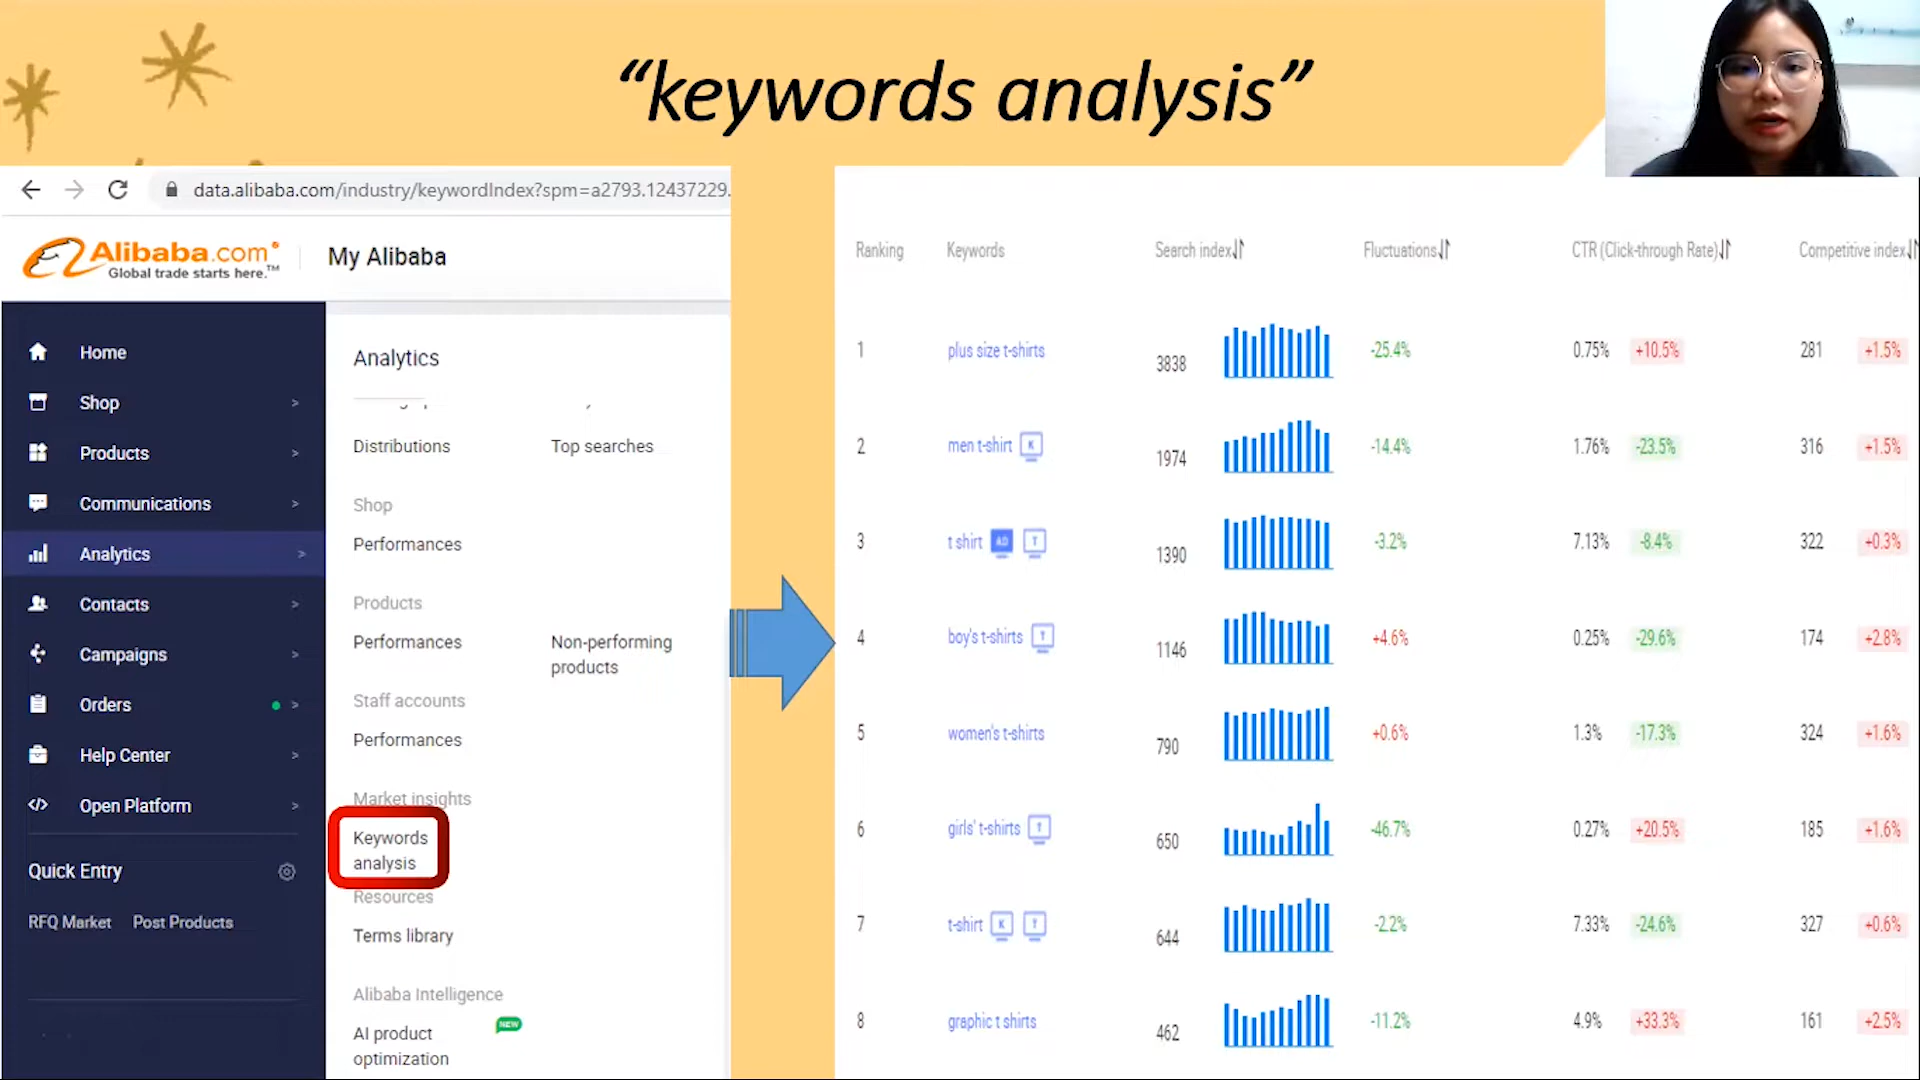 “keywords analysis”
data.alibaba.com/industry/keywordIndex?spm=a2793.12437229.
Alibaba.com
Global trade starts here.™
My Alibaba
Home
Shop >
Products >
Communications >
Analytics >
Contacts >
Campaigns >
Orders >
Help Center >
Open Platform >
Quick Entry
RFQ Market Post Products
Analytics
Distributions Top searches
Shop
Performances
Products
Performances Non-performing
products
Staff accounts
Performances
Market insights
Keywords
analysis
Resources
Terms library
Alibaba Intelligence
AI product NEW
optimization
Ranking Keywords Search index Fluctuations CTR (Click-through Rate) Competitive index
1 plus size t-shirts 3838 -25.4% 0.75% +10.5% 281 +1.5%
2 men t-shirt K 1974 -14.4% 1.76% -23.5% 316 +1.5%
3 t shirt AD T 1390 -3.2% 7.13% -8.4% 322 +0.3%
4 boy's t-shirts T 1146 +4.6% 0.25% -29.6% 174 +2.8%
5 women's t-shirts 790 +0.6% 1.3% -17.3% 324 +1.6%
6 girls' t-shirts T 650 -46.7% 0.27% +20.5% 185 +1.6%
7 t-shirt K T 644 -2.2% 7.33% -24.6% 327 +0.6%
8 graphic t shirts 462 -11.2% 4.9% +33.3% 161 +2.5%